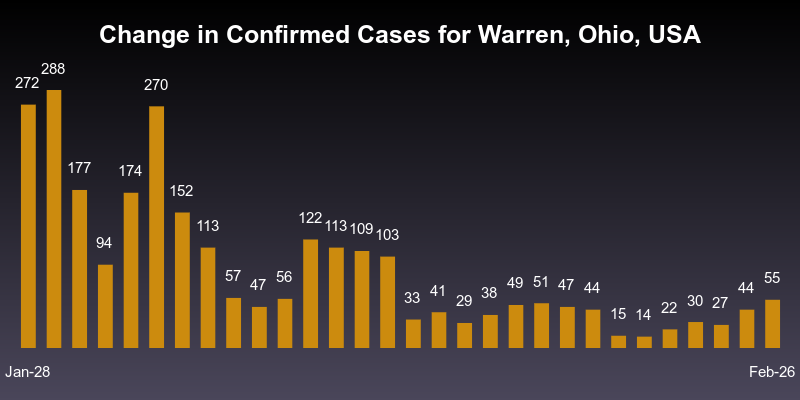 Change in Confirmed Cases for Warren, Ohio, USA
272 288 177 94 174 270 152 113 57 47 56 122 113 109 103 33 41 29 38 49 51 47 44 15 14 22 30 27 44 55
Jan-28 Feb-26